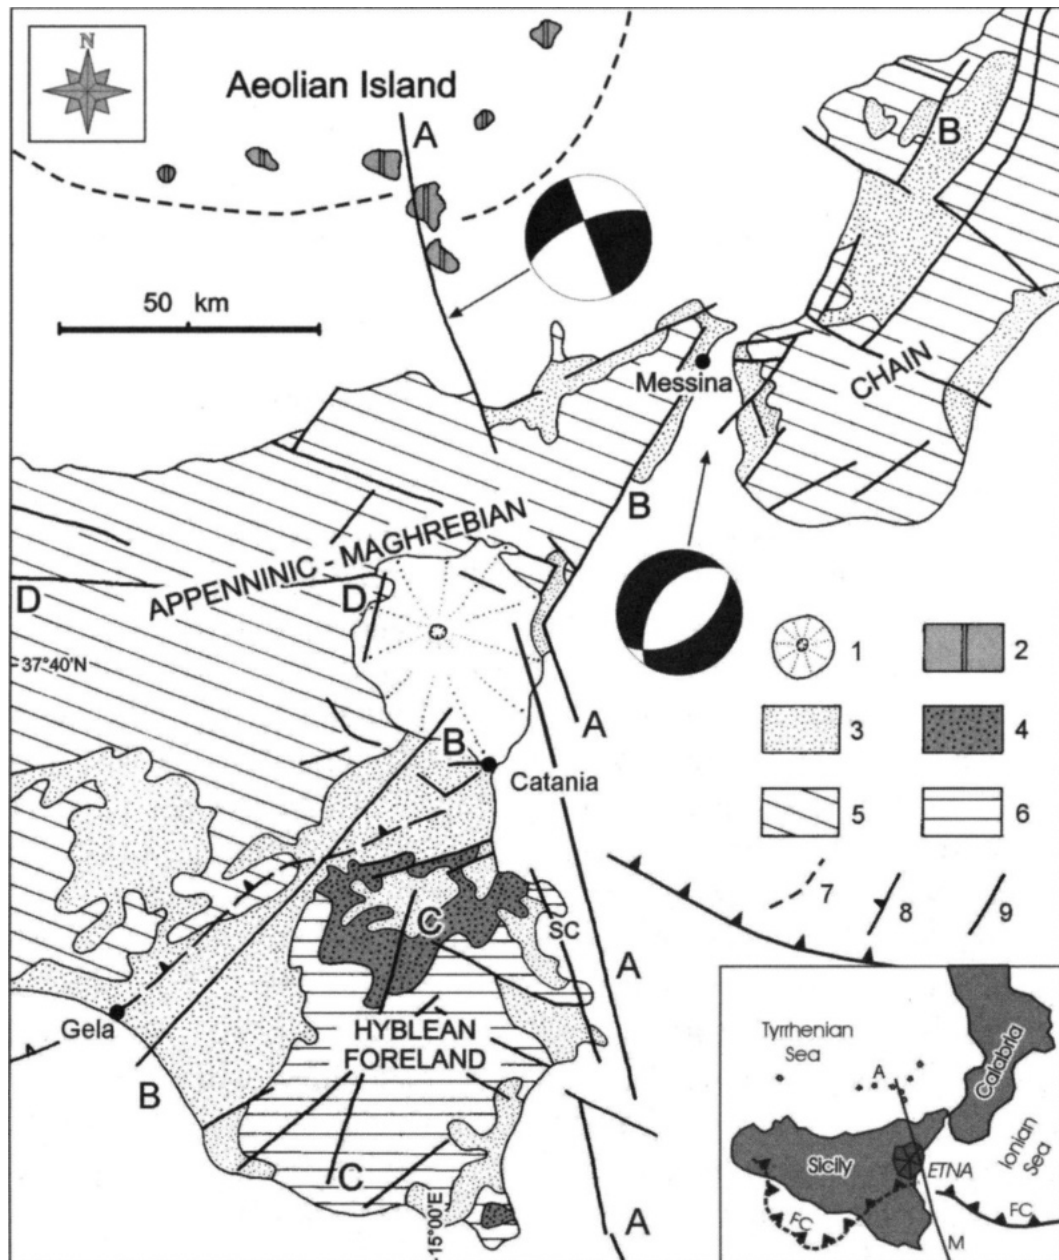 N
Aeolian Island
A
B
50 km
CHAIN
Messina
B
APPENNINIC - MAGHREBIAN
D
D
37°40'N
1
2
A
B
3
4
Catania
5
6
7
8
9
C
SC
A
Gela
HYBLEAN
FORELAND
B
C
15°00'E
A
Tyrrhenian
Sea
A
Calabria
Sicily
ETNA
Ionian
Sea
FC
FC
M